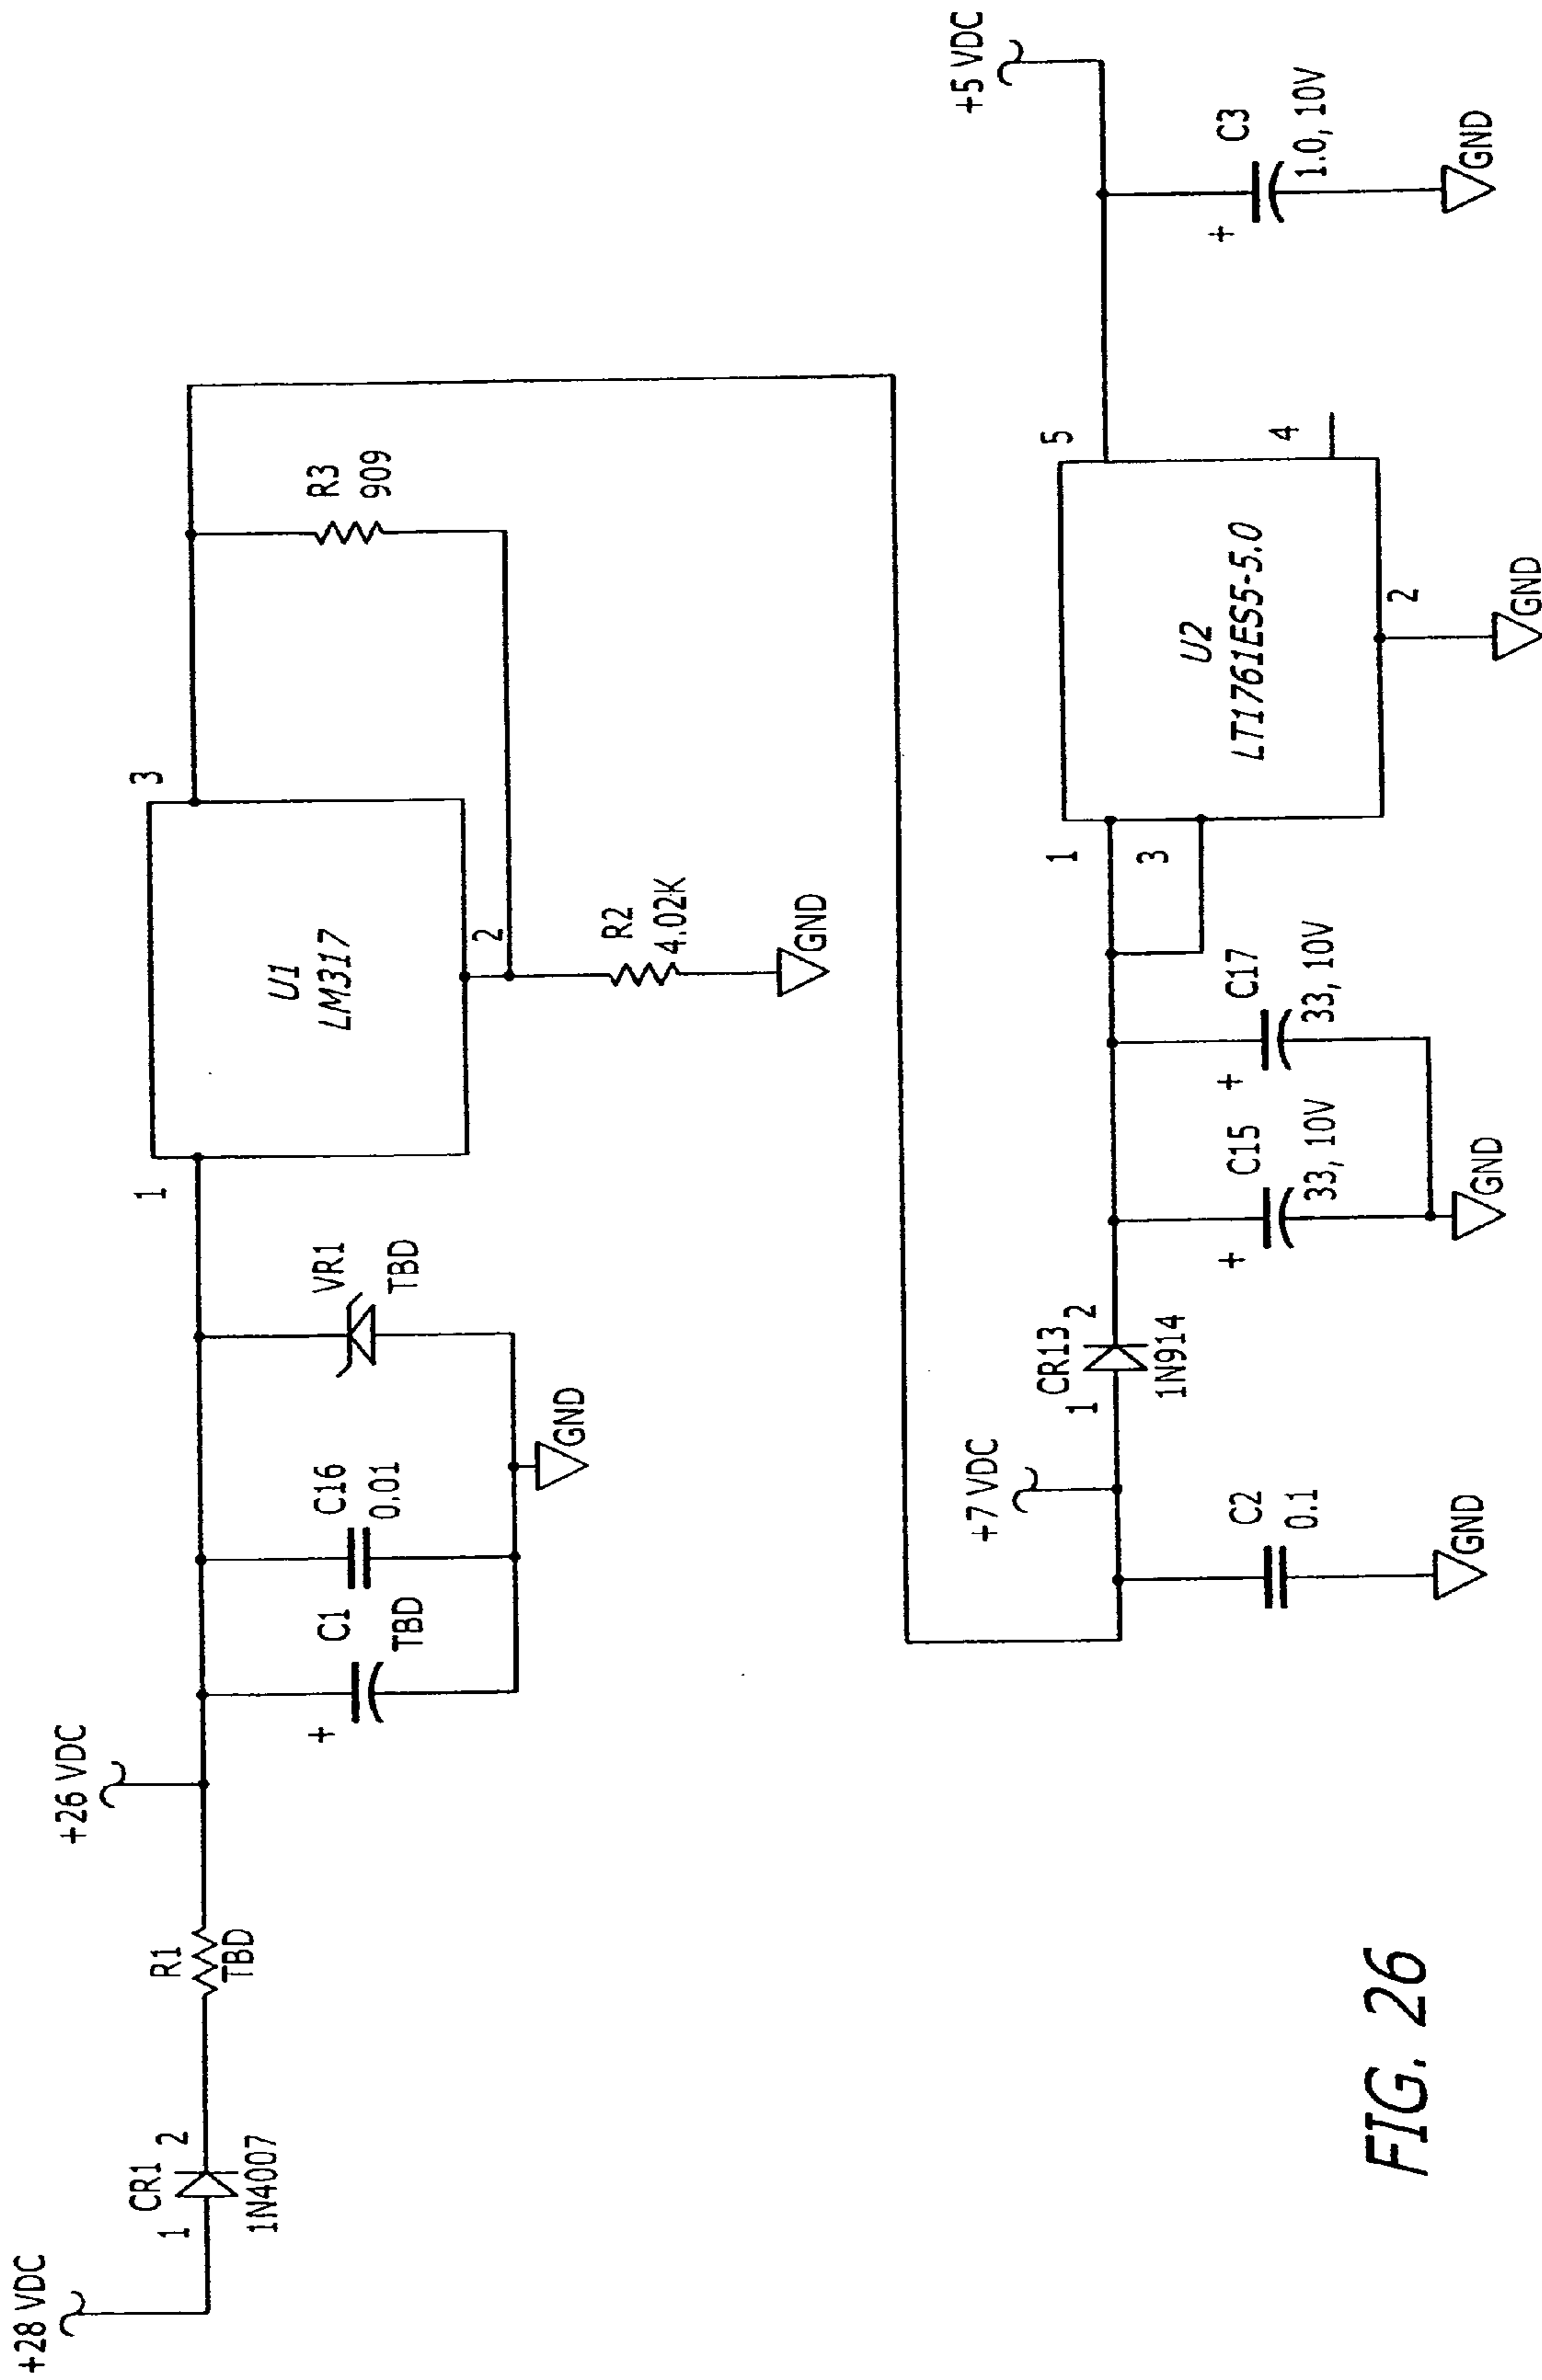 +28 VDC
CR1
1
2
1N4007
R1
TBD
+26 VDC
C1
+
TBD
C16
0.01
GND
VR1
TBD
1
U1
LM317
3
2
R2
4.02K
GND
R3
909
+7 VDC
C2
0.1
GND
CR13
1
2
1N914
C15
+
33, 10V
C17
+
33, 10V
GND
1
3
U2
LT1761ES5-5.0
5
4
2
GND
+5 VDC
C3
+
1.0, 10V
GND
FIG. 26